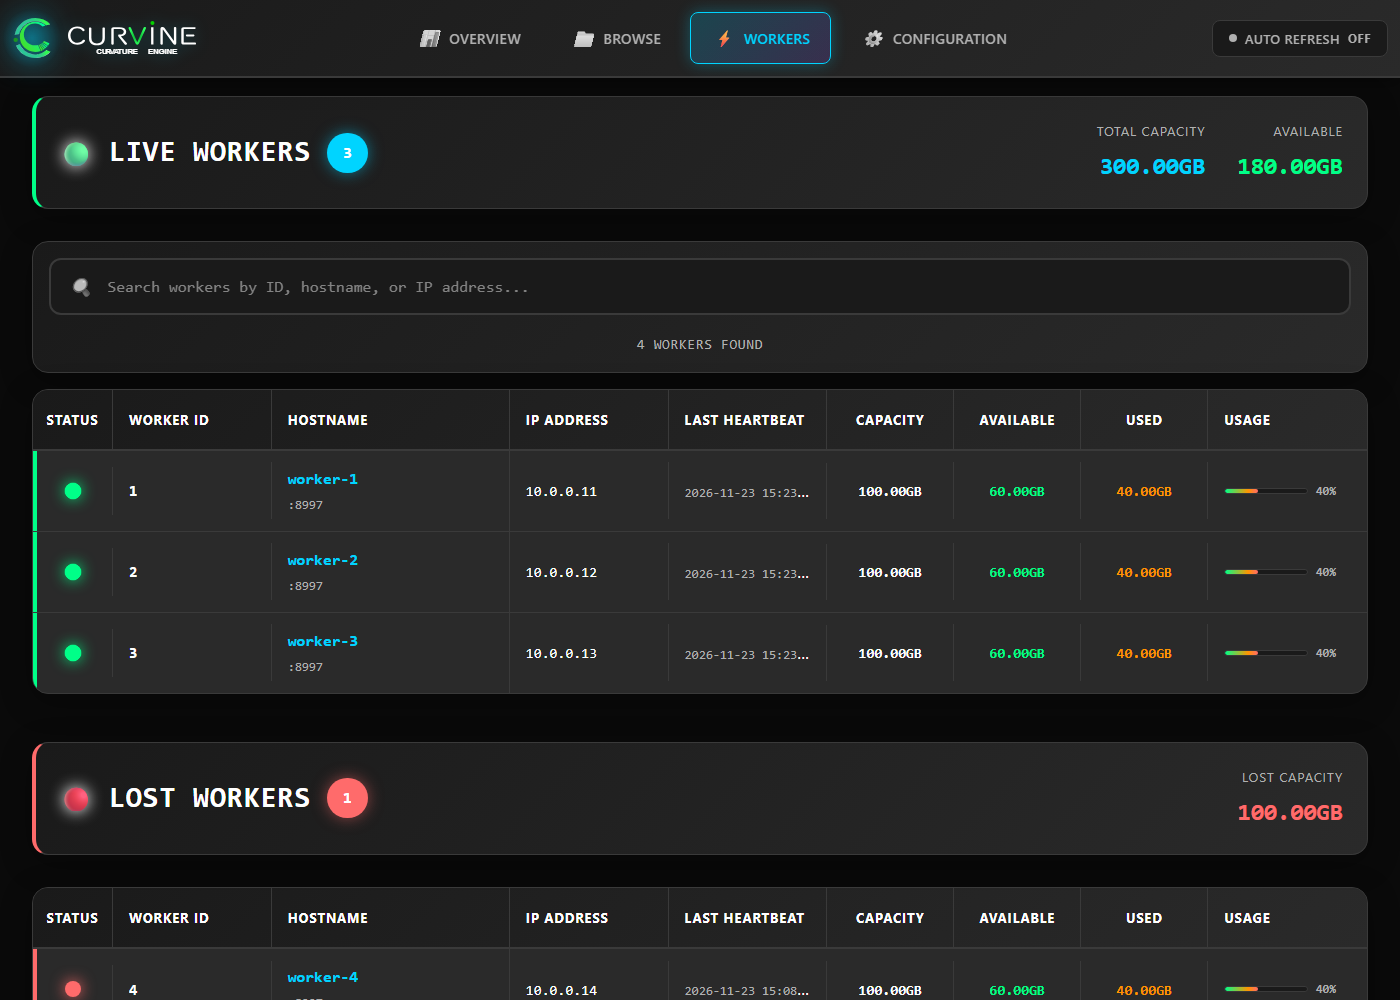 CURVINE
CURVATURE ENGINE
OVERVIEW
BROWSE
WORKERS
CONFIGURATION
AUTO REFRESH OFF
LIVE WORKERS 3
TOTAL CAPACITY
300.00GB
AVAILABLE
180.00GB
Search workers by ID, hostname, or IP address...
4 WORKERS FOUND
STATUS WORKER ID HOSTNAME IP ADDRESS LAST HEARTBEAT CAPACITY AVAILABLE USED USAGE
1 worker-1 10.0.0.11 2026-11-23 15:23... 100.00GB 60.00GB 40.00GB 40%
:8997
2 worker-2 10.0.0.12 2026-11-23 15:23... 100.00GB 60.00GB 40.00GB 40%
:8997
3 worker-3 10.0.0.13 2026-11-23 15:23... 100.00GB 60.00GB 40.00GB 40%
:8997
LOST WORKERS 1
LOST CAPACITY
100.00GB
STATUS WORKER ID HOSTNAME IP ADDRESS LAST HEARTBEAT CAPACITY AVAILABLE USED USAGE
4 worker-4 10.0.0.14 2026-11-23 15:08... 100.00GB 60.00GB 40.00GB 40%